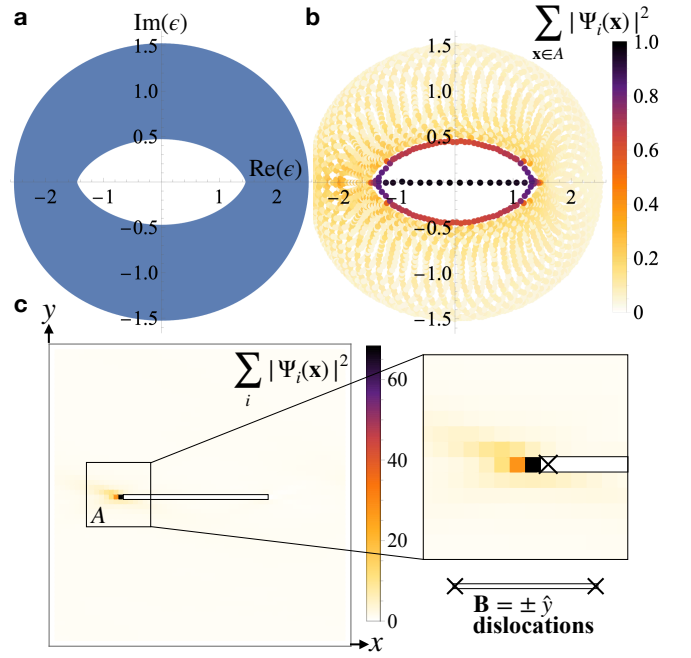 a
Im(ϵ)
1.5
1.0
0.5
Re(ϵ)
−2 −1 1 2
−0.5
−1.0
−1.5
b
∑ |Ψᵢ(x)|²
x∈A
1.5
1.0
0.5
−2 −1 1 2
−0.5
−1.0
−1.5
1.0
0.8
0.6
0.4
0.2
0
c
y
∑ |Ψᵢ(x)|²
i
A
x
60
40
20
0
B = ± ŷ
dislocations